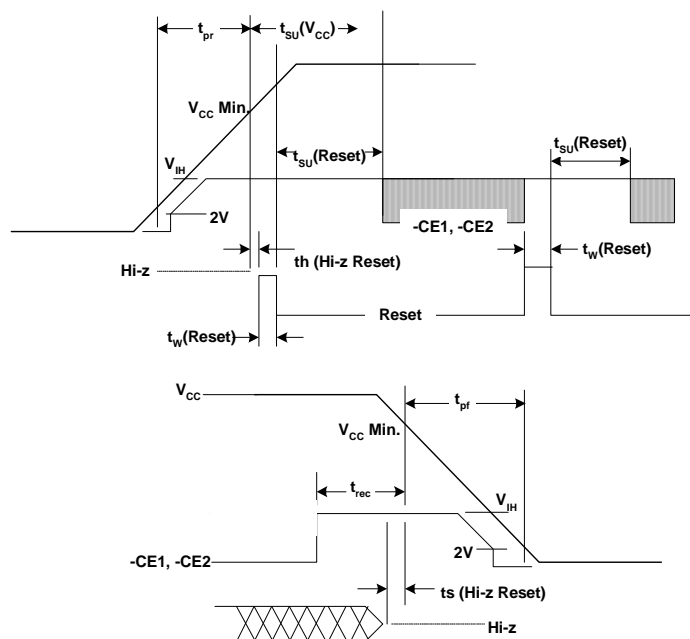 t_pr
t_SU(V_CC)
V_CC Min.
V_IH
t_SU(Reset)
t_SU(Reset)
2V
-CE1, -CE2
th (Hi-z Reset)
t_W(Reset)
Hi-z
Reset
t_W(Reset)
V_CC
t_pf
V_CC Min.
t_rec
V_IH
2V
-CE1, -CE2
ts (Hi-z Reset)
Hi-z